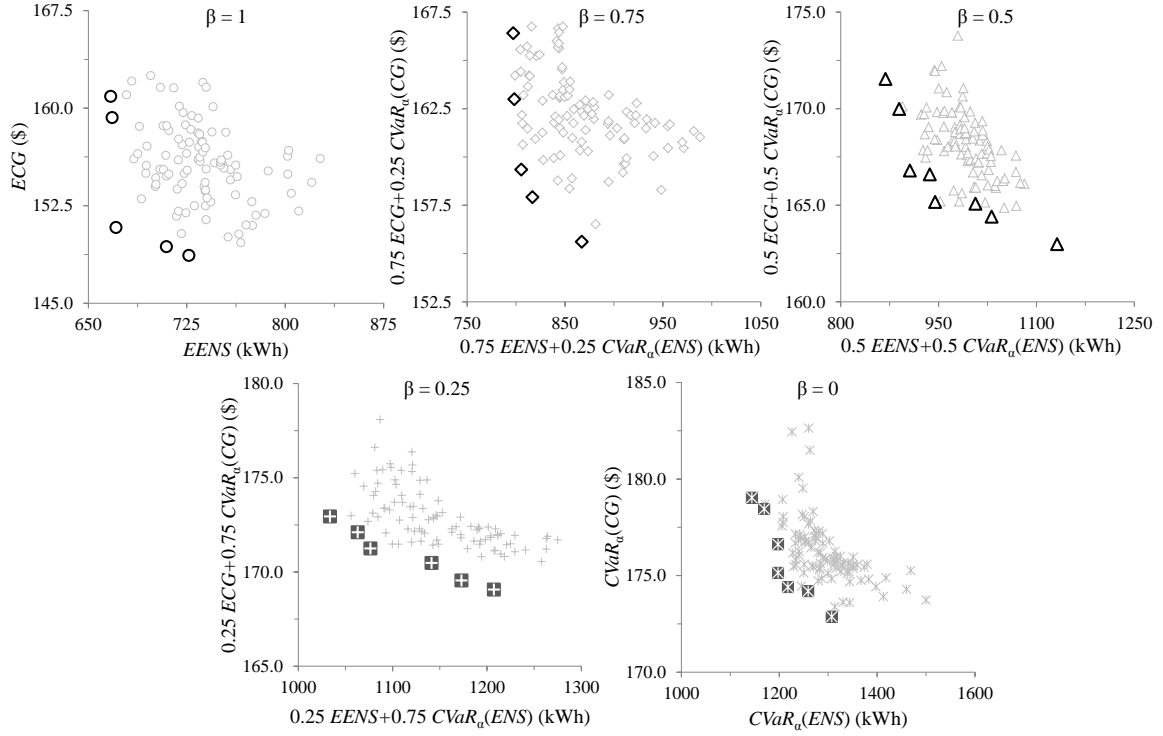 β = 1
167.5
160.0
152.5
145.0
ECG ($)
650
725
800
875
EENS (kWh)
β = 0.75
167.5
162.5
157.5
152.5
0.75 ECG+0.25 CVaRα(CG) ($)
750
850
950
1050
0.75 EENS+0.25 CVaRα(ENS) (kWh)
β = 0.5
175.0
170.0
165.0
160.0
0.5 ECG+0.5 CVaRα(CG) ($)
800
950
1100
1250
0.5 EENS+0.5 CVaRα(ENS) (kWh)
β = 0.25
180.0
175.0
170.0
165.0
0.25 ECG+0.75 CVaRα(CG) ($)
1000
1100
1200
1300
0.25 EENS+0.75 CVaRα(ENS) (kWh)
β = 0
185.0
180.0
175.0
170.0
CVaRα(CG) ($)
1000
1200
1400
1600
CVaRα(ENS) (kWh)